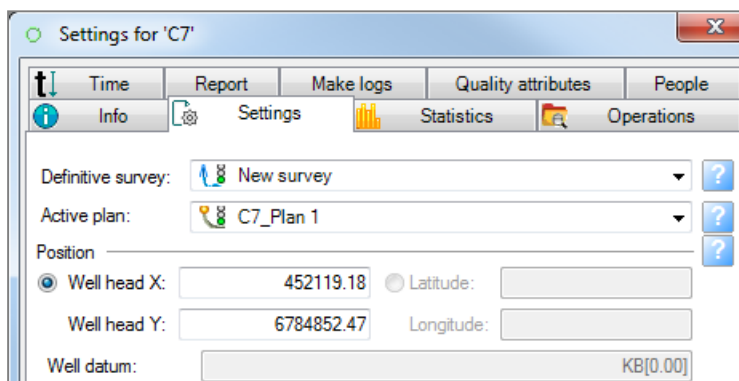 Settings for 'C7'
Time Report Make logs Quality attributes People
Info Settings Statistics Operations
Definitive survey: New survey ?
Active plan: C7_Plan 1 ?
Position ?
Well head X: 452119.18 Latitude:
Well head Y: 6784852.47 Longitude:
Well datum: KB[0.00]